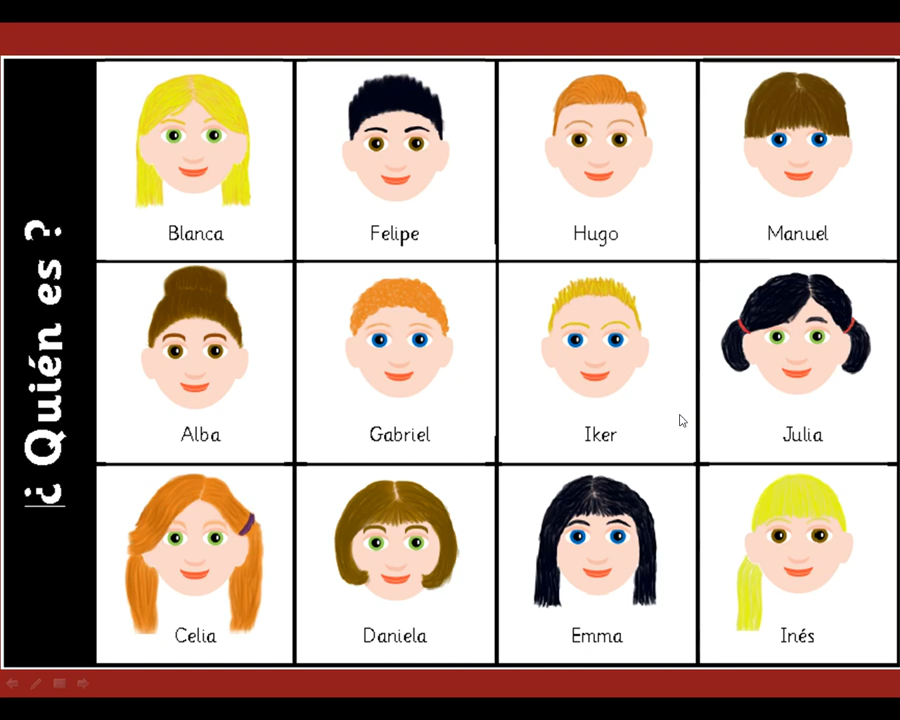 ¿ Quién es ?
Blanca
Felipe
Hugo
Manuel
Alba
Gabriel
Iker
Julia
Celia
Daniela
Emma
Inés